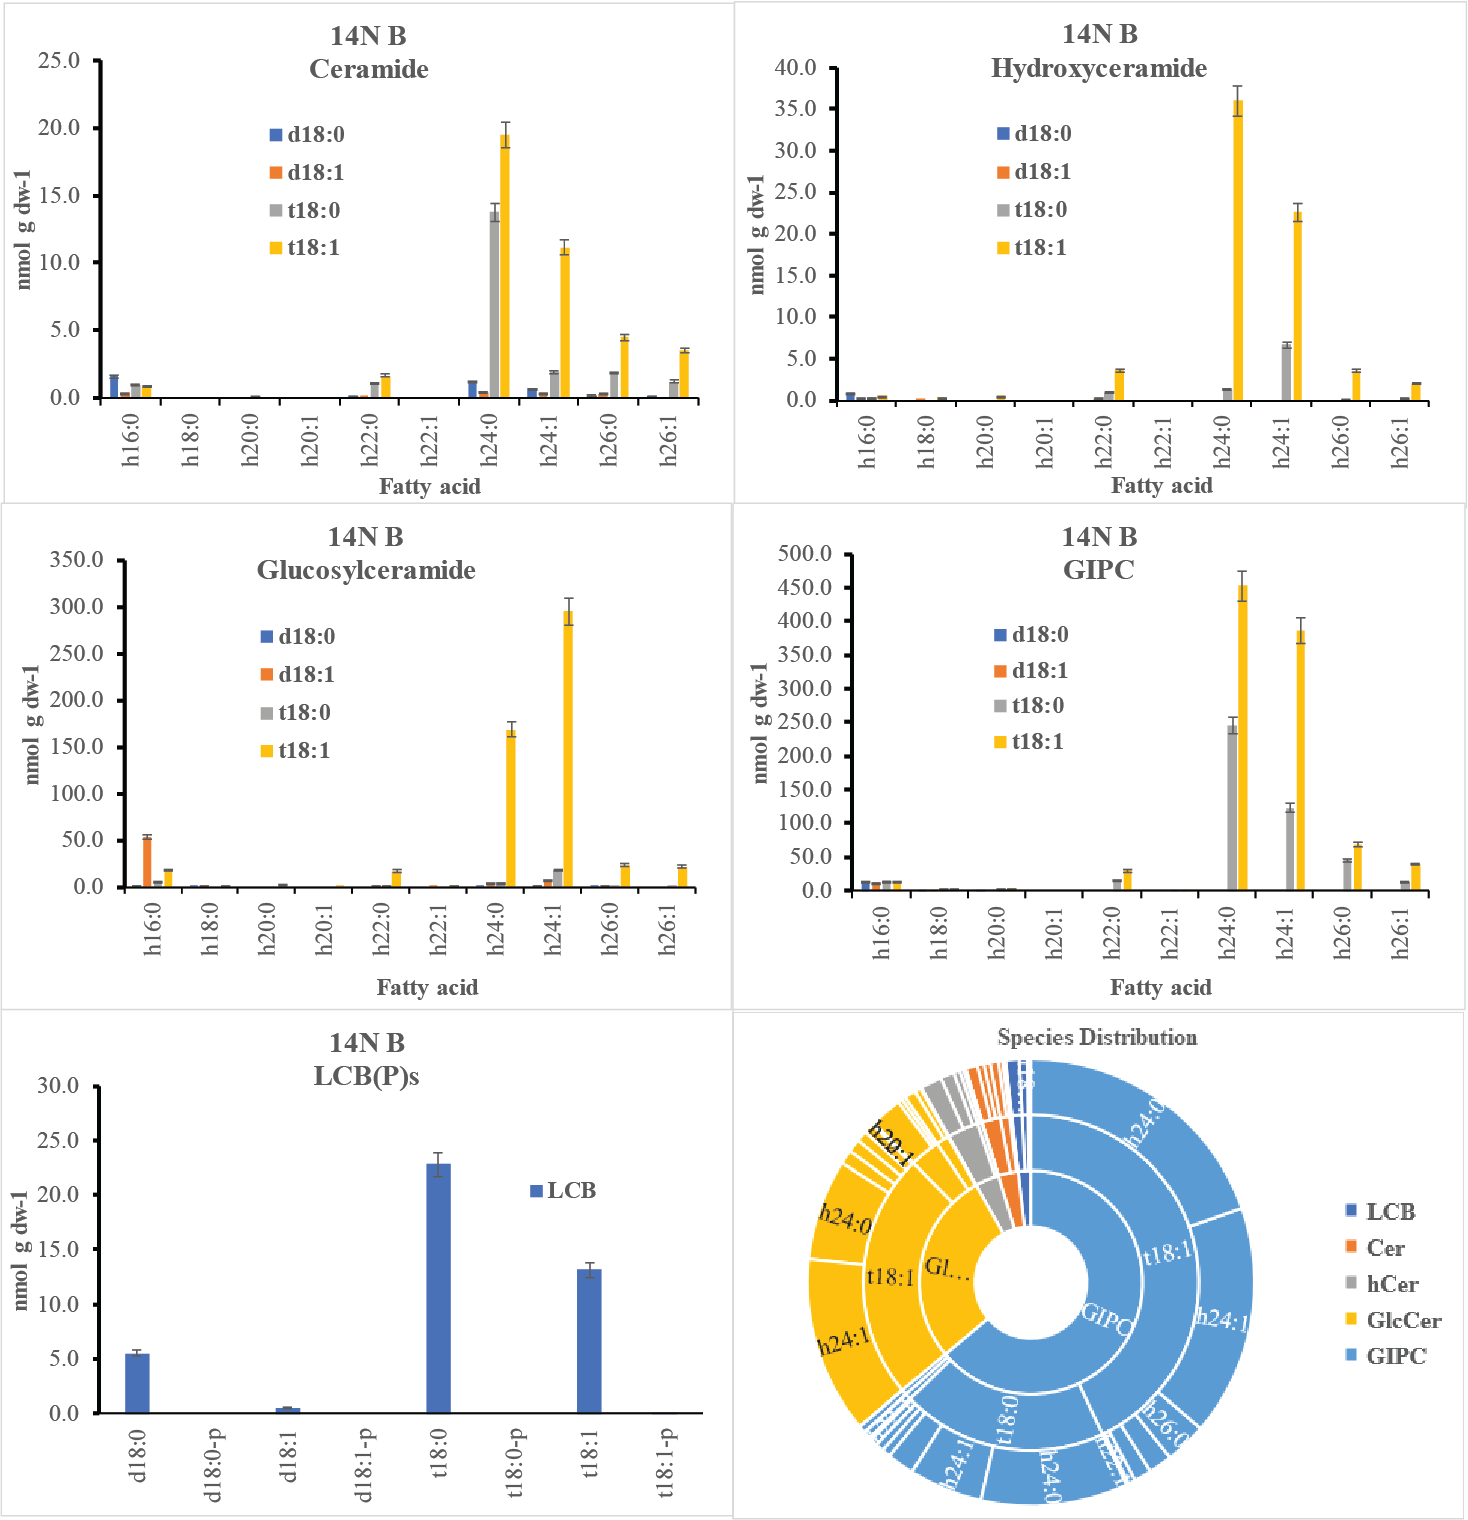 14N B
Ceramide
25.0
20.0
15.0
10.0
5.0
0.0
nmol g dw-1
d18:0
d18:1
t18:0
t18:1
h16:0
h18:0
h20:0
h20:1
h22:0
h22:1
h24:0
h24:1
h26:0
h26:1
Fatty acid
14N B
Hydroxyceramide
40.0
35.0
30.0
25.0
20.0
15.0
10.0
5.0
0.0
nmol g dw-1
d18:0
d18:1
t18:0
t18:1
h16:0
h18:0
h20:0
h20:1
h22:0
h22:1
h24:0
h24:1
h26:0
h26:1
Fatty acid
14N B
Glucosylceramide
350.0
300.0
250.0
200.0
150.0
100.0
50.0
0.0
nmol g dw-1
d18:0
d18:1
t18:0
t18:1
h16:0
h18:0
h20:0
h20:1
h22:0
h22:1
h24:0
h24:1
h26:0
h26:1
Fatty acid
14N B
GIPC
500.0
450.0
400.0
350.0
300.0
250.0
200.0
150.0
100.0
50.0
0.0
nmol g dw-1
d18:0
d18:1
t18:0
t18:1
h16:0
h18:0
h20:0
h20:1
h22:0
h22:1
h24:0
h24:1
h26:0
h26:1
Fatty acid
14N B
LCB(P)s
30.0
25.0
20.0
15.0
10.0
5.0
0.0
nmol g dw-1
LCB
d18:0
d18:0-p
d18:1
d18:1-p
t18:0
t18:0-p
t18:1
t18:1-p
Species Distribution
h24:0
t18:1
h24:1
GIPC
h26:0
h24:0
t18:0
h24:1
h24:1
t18:1
Gl...
h24:0
LCB
Cer
hCer
GlcCer
GIPC